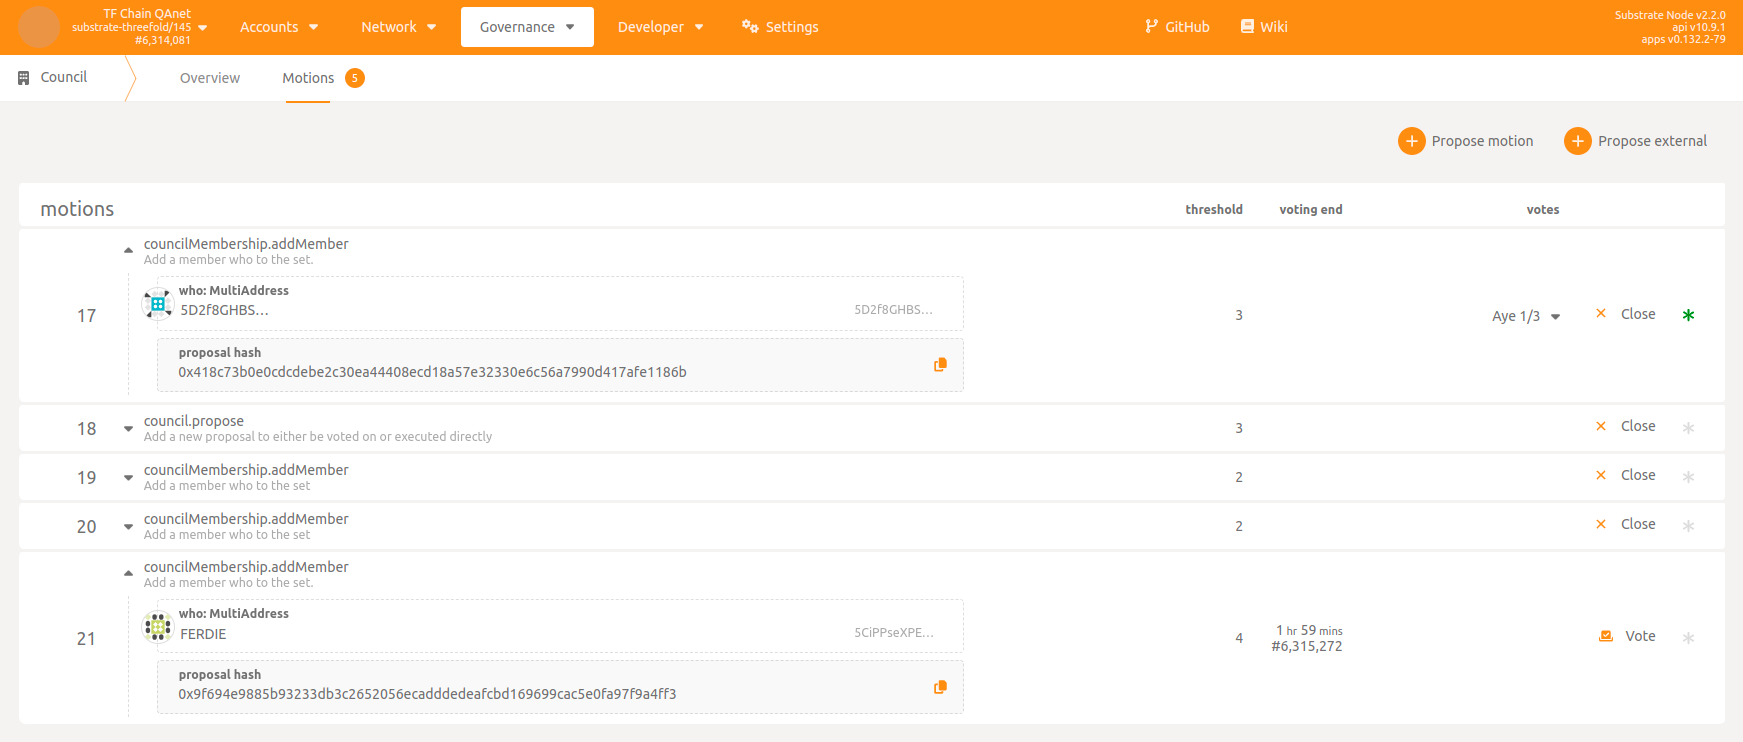 TF Chain QAnet
substrate-threefold/145
#6,314,081
Accounts
Network
Governance
Developer
Settings
GitHub
Wiki
Substrate Node v2.2.0
api v10.9.1
apps v0.132.2-79
Council
Overview
Motions 5
Propose motion
Propose external
motions threshold voting end votes
councilMembership.addMember
Add a member who to the set.
who: MultiAddress
5D2f8GHBS... 5D2f8GHBS...
17 3 Aye 1/3 Close
proposal hash
0x418c73b0e0cdcdebe2c30ea44408ecd18a57e32330e6c56a7990d417afe1186b
18 council.propose 3 Close
Add a new proposal to either be voted on or executed directly
19 councilMembership.addMember 2 Close
Add a member who to the set
20 councilMembership.addMember 2 Close
Add a member who to the set
councilMembership.addMember
Add a member who to the set.
who: MultiAddress
FERDIE 5CiPPseXPE...
21 4 1 hr 59 mins Vote
#6,315,272
proposal hash
0x9f694e9885b93233db3c2652056ecadddedeafcbd169699cac5e0fa97f9a4ff3